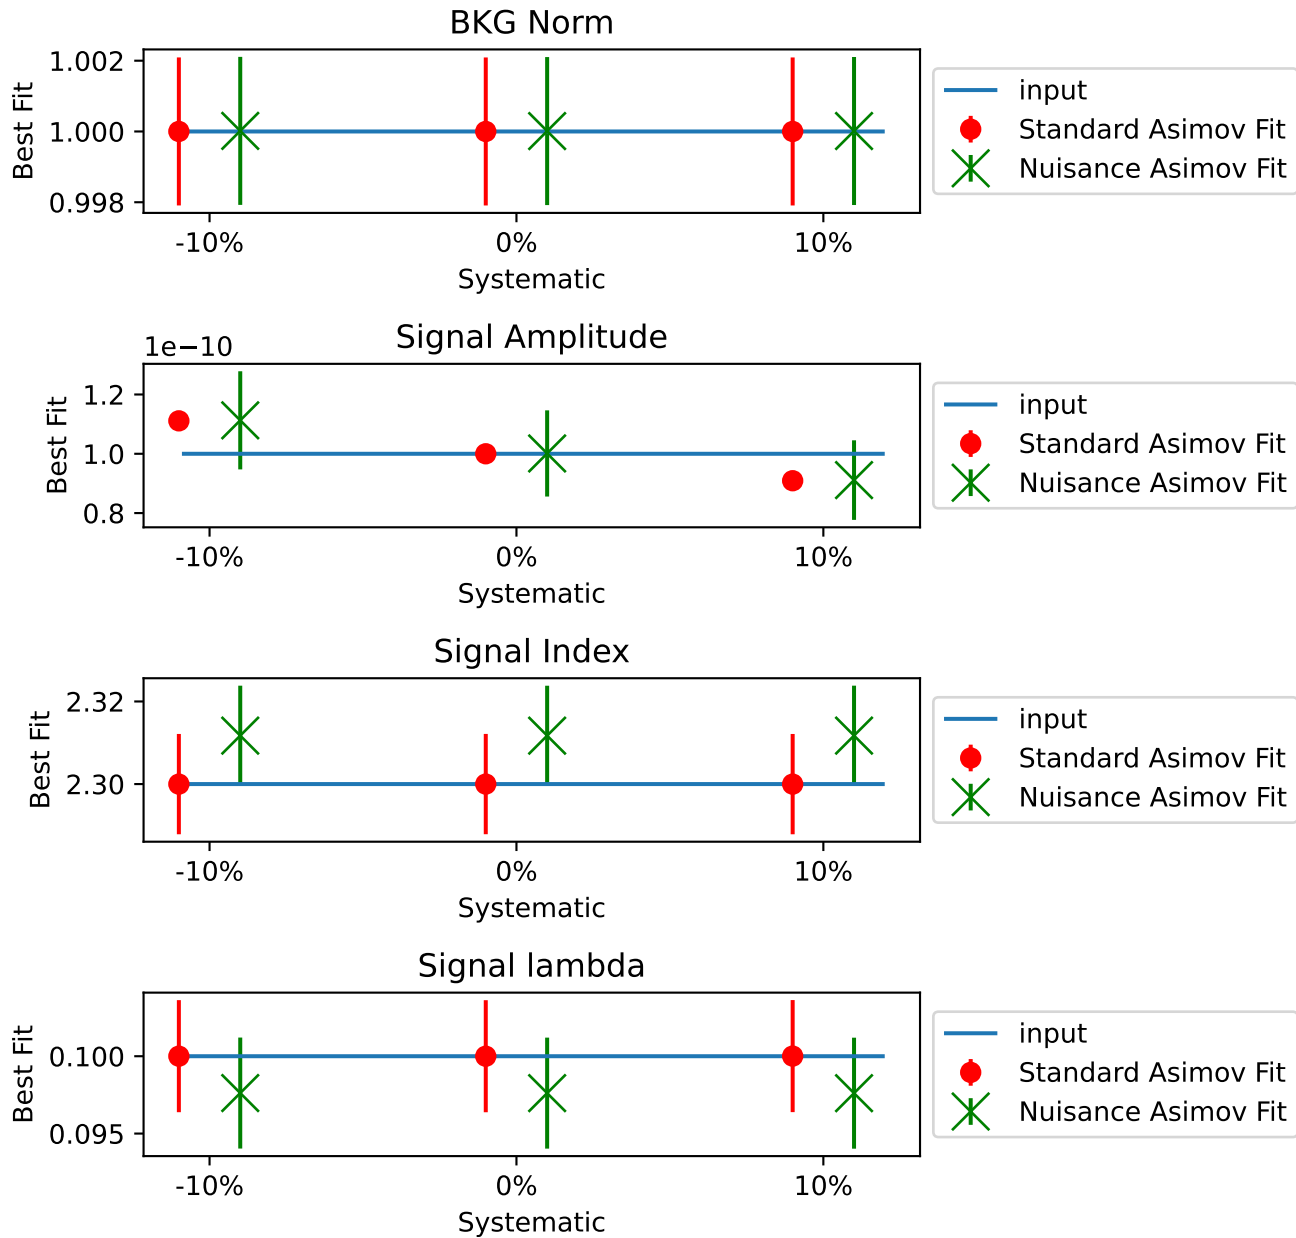 BKG Norm
Best Fit
1.002
1.000
0.998
-10%
0%
10%
Systematic
input
Standard Asimov Fit
Nuisance Asimov Fit
Signal Amplitude
1e−10
Best Fit
1.2
1.0
0.8
-10%
0%
10%
Systematic
input
Standard Asimov Fit
Nuisance Asimov Fit
Signal Index
Best Fit
2.32
2.30
-10%
0%
10%
Systematic
input
Standard Asimov Fit
Nuisance Asimov Fit
Signal lambda
Best Fit
0.100
0.095
-10%
0%
10%
Systematic
input
Standard Asimov Fit
Nuisance Asimov Fit